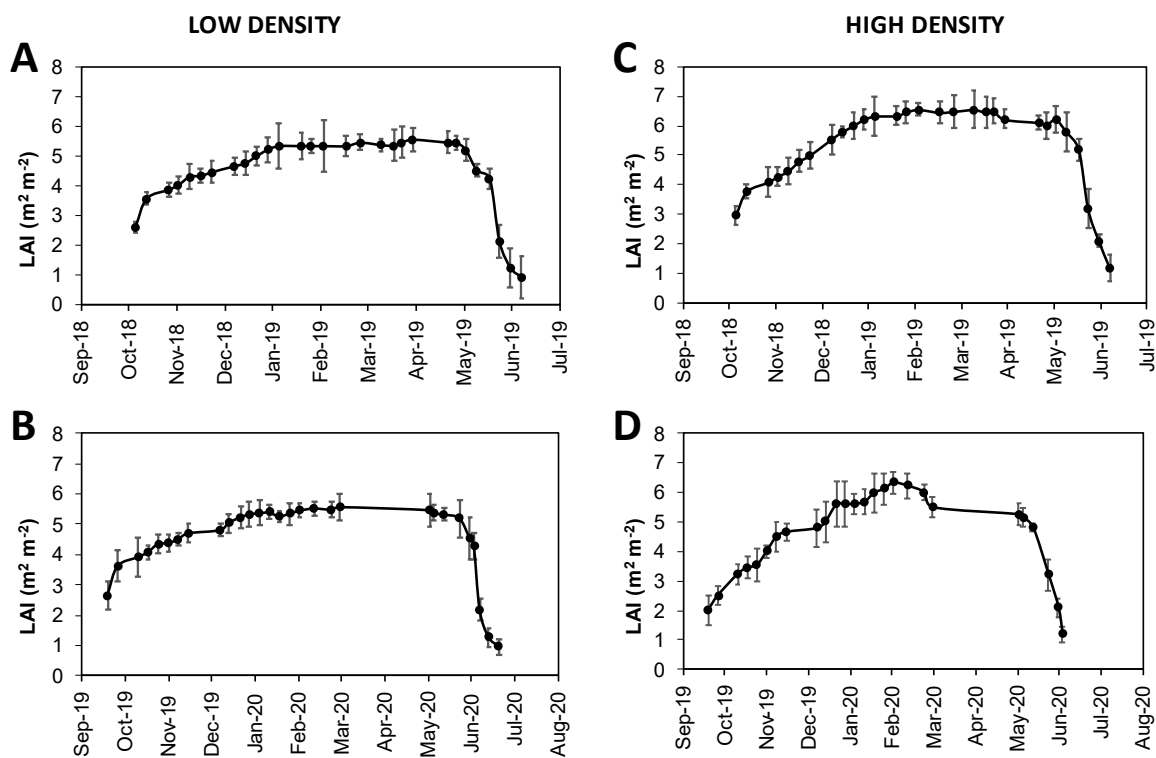 LOW DENSITY
HIGH DENSITY
A
8
7
6
5
4
3
2
1
0
LAI (m² m⁻²)
Sep-18
Oct-18
Nov-18
Dec-18
Jan-19
Feb-19
Mar-19
Apr-19
May-19
Jun-19
Jul-19
C
8
7
6
5
4
3
2
1
0
LAI (m² m⁻²)
Sep-18
Oct-18
Nov-18
Dec-18
Jan-19
Feb-19
Mar-19
Apr-19
May-19
Jun-19
Jul-19
B
8
7
6
5
4
3
2
1
0
LAI (m² m⁻²)
Sep-19
Oct-19
Nov-19
Dec-19
Jan-20
Feb-20
Mar-20
Apr-20
May-20
Jun-20
Jul-20
Aug-20
D
8
7
6
5
4
3
2
1
0
LAI (m² m⁻²)
Sep-19
Oct-19
Nov-19
Dec-19
Jan-20
Feb-20
Mar-20
Apr-20
May-20
Jun-20
Jul-20
Aug-20